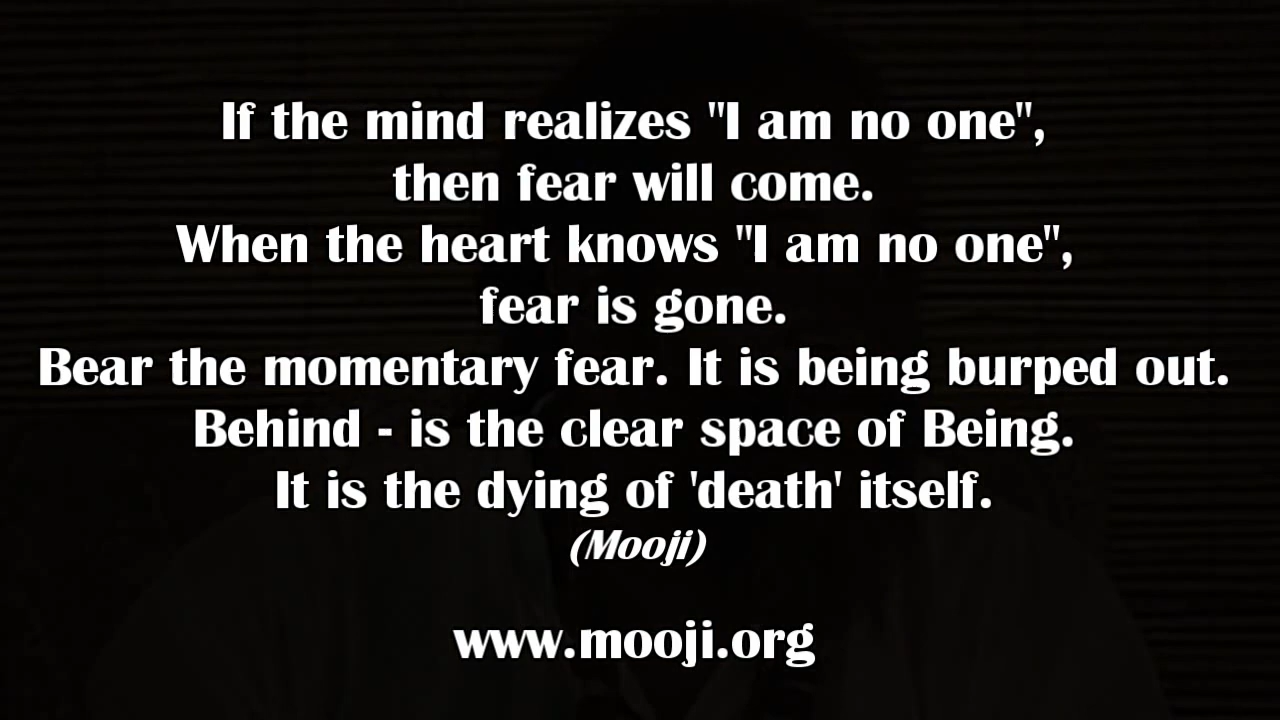 If the mind realizes "I am no one",
then fear will come.
When the heart knows "I am no one",
fear is gone.
Bear the momentary fear. It is being burped out.
Behind - is the clear space of Being.
It is the dying of 'death' itself.
(Mooji)
www.mooji.org